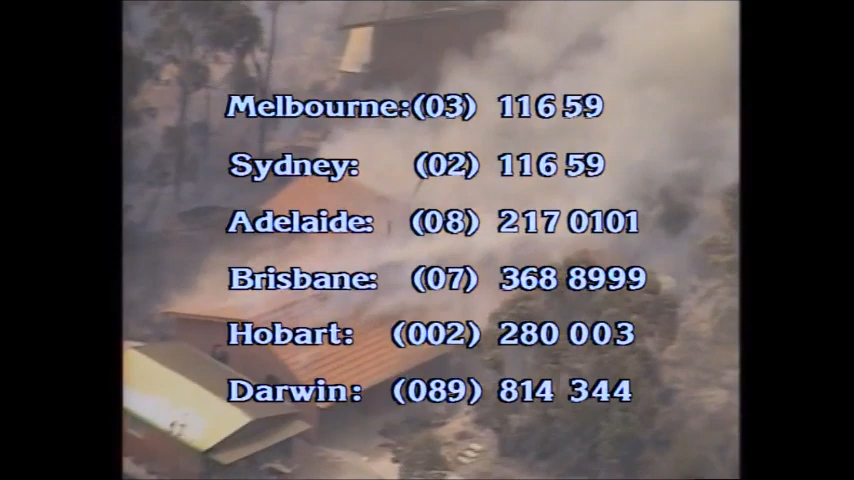 Melbourne: (03) 116 59
Sydney: (02) 116 59
Adelaide: (08) 217 0101
Brisbane: (07) 368 8999
Hobart: (002) 280 003
Darwin: (089) 814 344